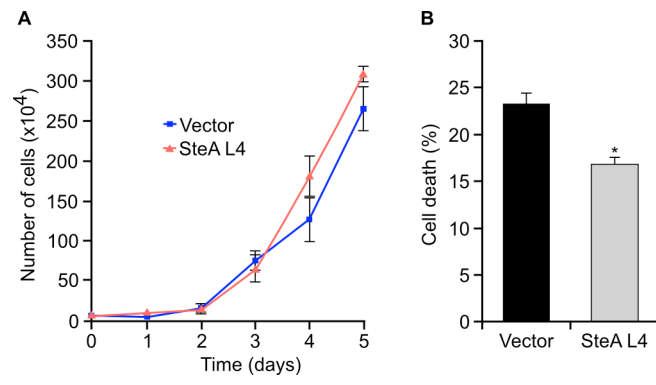 A
Number of cells (x10⁴)
350
300
250
200
150
100
50
0
Vector
SteA L4
0 1 2 3 4 5
Time (days)
B
Cell death (%)
30
25
20
15
10
5
0
*
Vector SteA L4